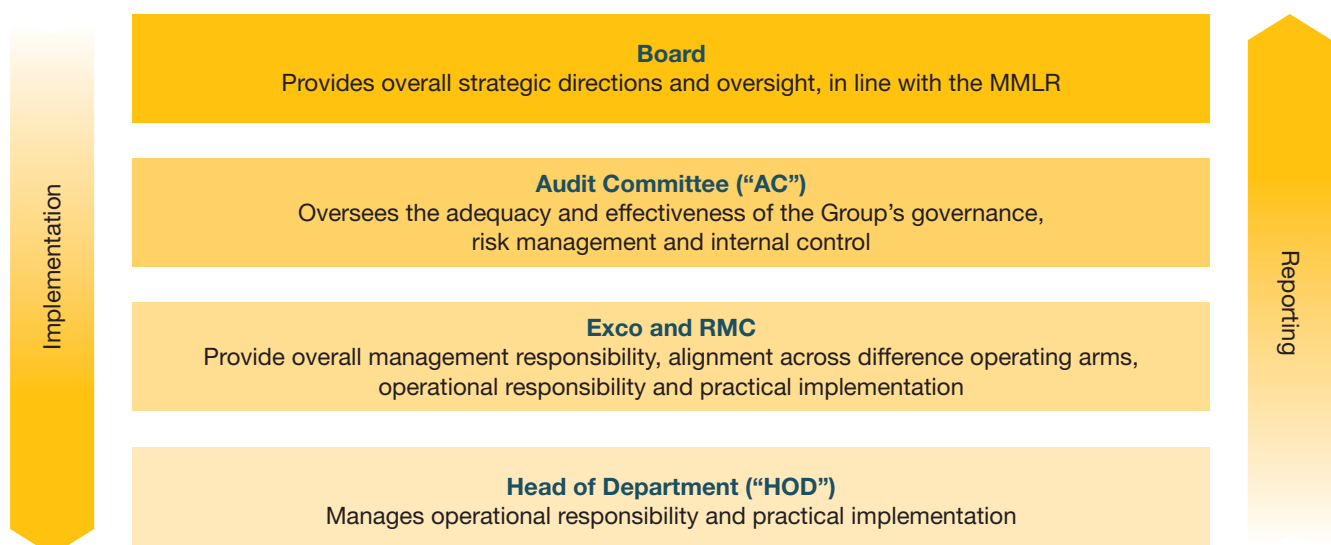 Board
Provides overall strategic directions and oversight, in line with the MMLR
Audit Committee (“AC”)
Oversees the adequacy and effectiveness of the Group’s governance,
risk management and internal control
Exco and RMC
Provide overall management responsibility, alignment across difference operating arms,
operational responsibility and practical implementation
Head of Department (“HOD”)
Manages operational responsibility and practical implementation
Implementation
Reporting